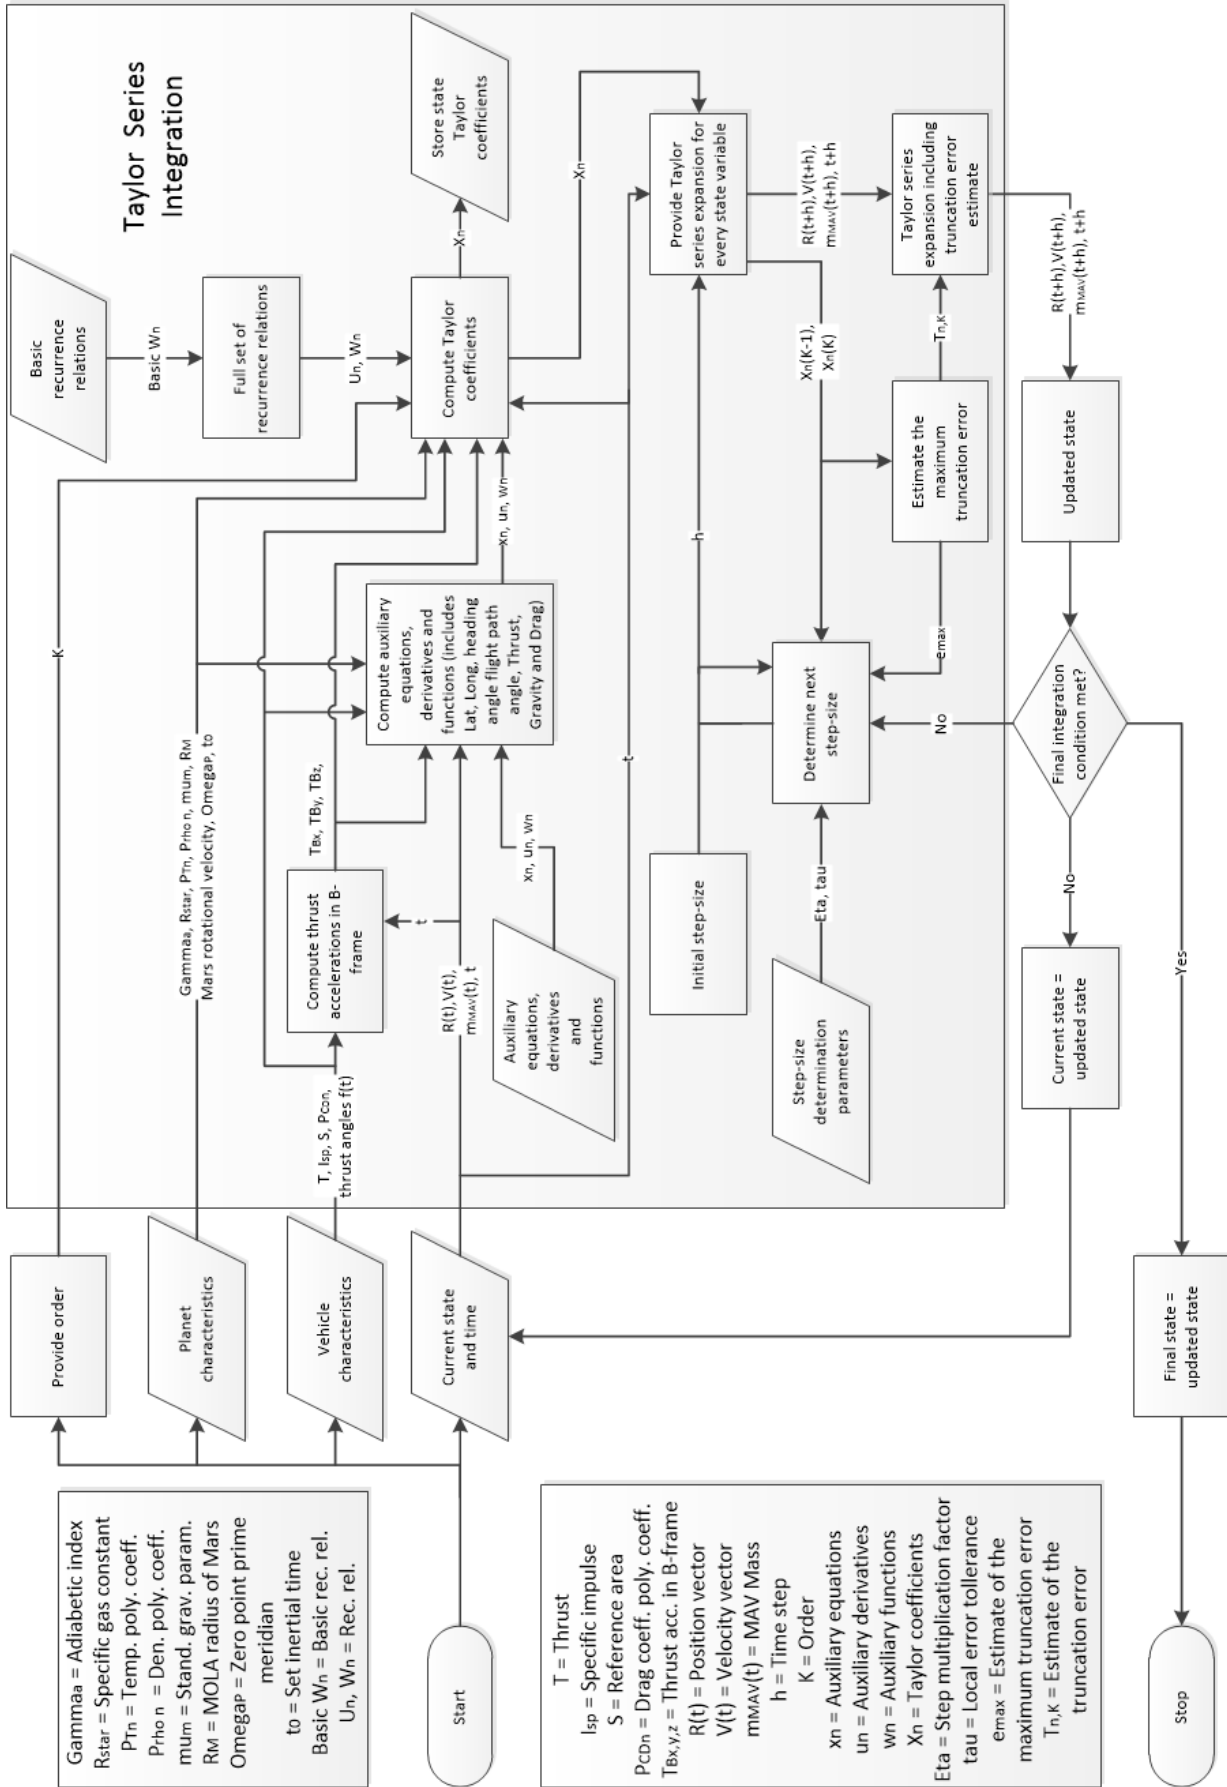 Taylor Series
Integration
Gammaa = Adiabetic index
Rstar = Specific gas constant
PTn = Temp. poly. coeff.
Prho n = Den. poly. coeff.
mum = Stand. grav. param.
RM = MOLA radius of Mars
OmegaP = Zero point prime
meridian
to = Set inertial time
Basic Wn = Basic rec. rel.
Un, Wn = Rec. rel.
Start
T = Thrust
Isp = Specific impulse
S = Reference area
PCDn = Drag coeff. poly. coeff.
TBx,y,z = Thrust acc. in B-frame
R(t) = Position vector
V(t) = Velocity vector
mMAV(t) = MAV Mass
h = Time step
K = Order
xn = Auxiliary equations
un = Auxiliary derivatives
wn = Auxiliary functions
Xn = Taylor coefficients
Eta = Step multiplication factor
tau = Local error tollerance
emax = Estimate of the
maximum truncation error
Tn,K = Estimate of the
truncation error
Stop
Provide order
Planet
characteristics
Vehicle
characteristics
Current state
and time
Final state =
updated state
K
Gammaa, Rstar, PTn, Prho n, mum, RM
Mars rotational velocity, OmegaP, to
T, Isp, S, PCDn,
thrust angles f(t)
R(t),V(t),
mMAV(t), t
t
Compute thrust
accelerations in B-
frame
TBx, TBy, TBz,
Auxiliary
equations,
derivatives
and
functions
xn, un, wn
Compute auxiliary
equations,
derivatives and
functions (includes
Lat, Long, heading
angle flight path
angle, Thrust,
Gravity and Drag)
xn, un, wn
Basic
recurrence
relations
Basic Wn
Full set of
recurrence relations
Un, Wn
Compute Taylor
coefficients
Xn
Store state
Taylor
coefficients
Xn
t
Initial step-size
h
Step-size
determination
parameters
Eta, tau
Determine next
step-size
Provide Taylor
series expansion for
every state variable
Xn(K-1),
Xn(K)
R(t+h),V(t+h),
mMAV(t+h), t+h
Estimate the
maximum
truncation error
emax
Tn,K
Taylor series
expansion including
truncation error
estimate
R(t+h),V(t+h),
mMAV(t+h), t+h
Updated state
Final integration
condition met?
No
No
Current state =
updated state
Yes